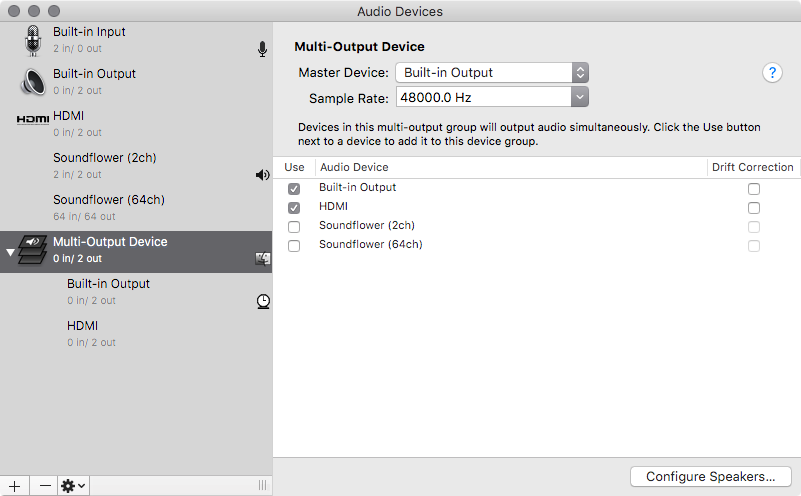 Audio Devices
Built-in Input
2 in/ 0 out
Built-in Output
0 in/ 2 out
HDMI
HDMI
0 in/ 2 out
Soundflower (2ch)
2 in/ 2 out
Soundflower (64ch)
64 in/ 64 out
Multi-Output Device
0 in/ 2 out
Built-in Output
0 in/ 2 out
HDMI
0 in/ 2 out
Multi-Output Device
Master Device: Built-in Output
?
Sample Rate: 48000.0 Hz
Devices in this multi-output group will output audio simultaneously. Click the Use button
next to a device to add it to this device group.
Use Audio Device Drift Correction
Built-in Output
HDMI
Soundflower (2ch)
Soundflower (64ch)
Configure Speakers...